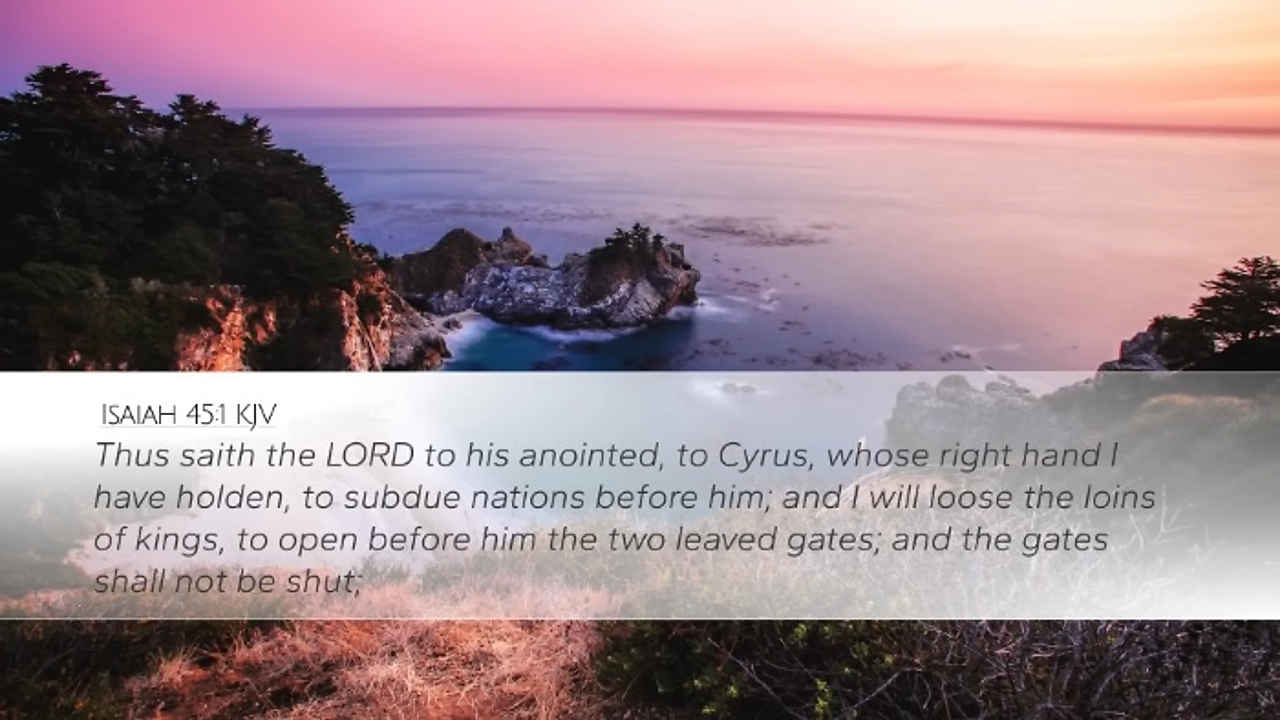 Isaiah 45:1 KJV
Thus saith the LORD to his anointed, to Cyrus, whose right hand I
have holden, to subdue nations before him; and I will loose the loins
of kings, to open before him the two leaved gates; and the gates
shall not be shut;